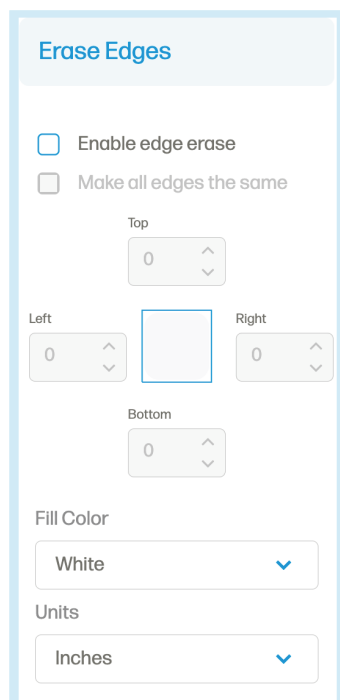 Erase Edges
Enable edge erase
Make all edges the same
Top
0
Left
Right
0
0
Bottom
0
Fill Color
White
Units
Inches